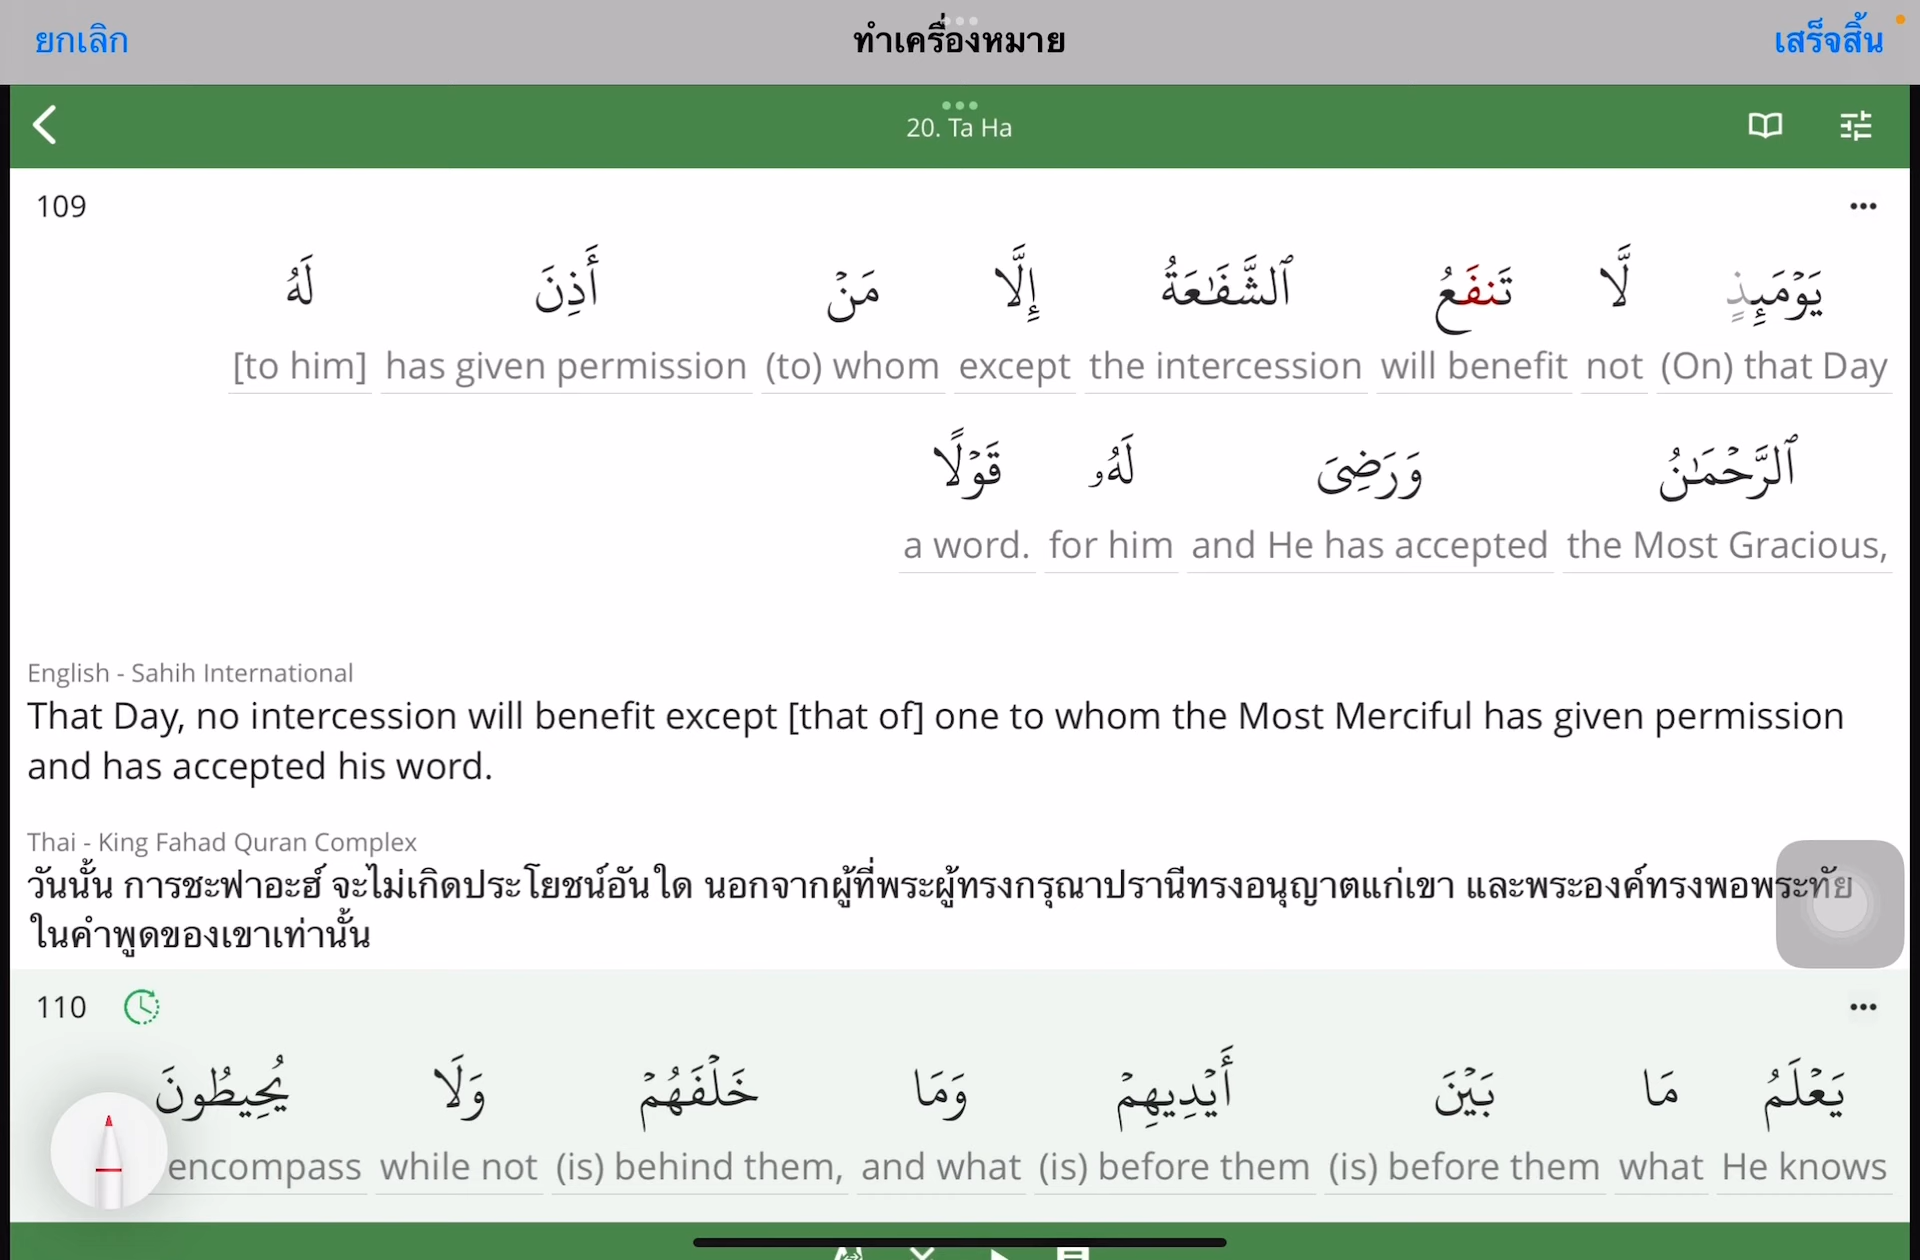 ยกเลิก ทำเครื่องหมาย เสร็จสิ้น
20. Ta Ha
109
يَوْمَئِذٍ لَّا تَنفَعُ ٱلشَّفَـٰعَةُ إِلَّا مَنْ أَذِنَ لَهُ
[to him] has given permission (to) whom except the intercession will benefit not (On) that Day
ٱلرَّحْمَـٰنُ وَرَضِىَ لَهُۥ قَوْلًا
a word. for him and He has accepted the Most Gracious,
English - Sahih International
That Day, no intercession will benefit except [that of] one to whom the Most Merciful has given permission
and has accepted his word.
Thai - King Fahad Quran Complex
วันนั้น การชะฟาอะฮ์ จะไม่เกิดประโยชน์อันใด นอกจากผู้ที่พระผู้ทรงกรุณาปรานีทรงอนุญาตแก่เขา และพระองค์ทรงพอพระทัย
ในคำพูดของเขาเท่านั้น
110
يَعْلَمُ مَا بَيْنَ أَيْدِيهِمْ وَمَا خَلْفَهُمْ وَلَا يُحِيطُونَ
encompass while not (is) behind them, and what (is) before them (is) before them what He knows